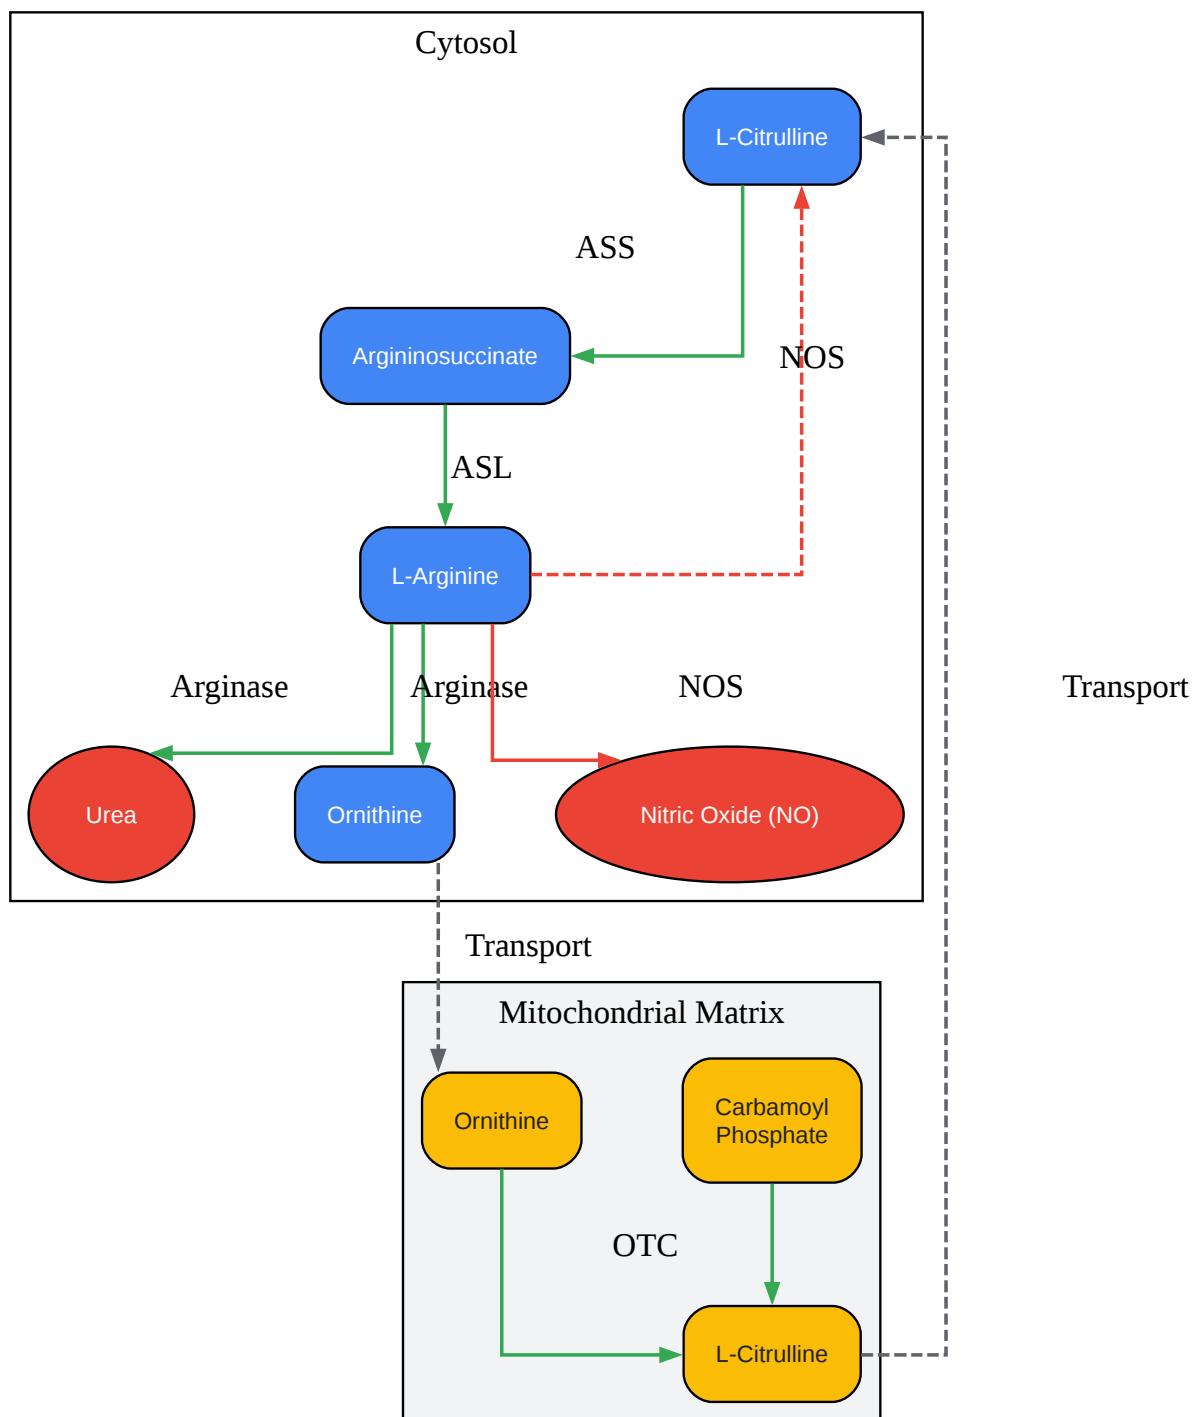 Cytosol
L-Citrulline
ASS
Argininosuccinate
NOS
ASL
L-Arginine
Arginase
Arginase
NOS
Transport
Urea
Ornithine
Nitric Oxide (NO)
Transport
Mitochondrial Matrix
Ornithine
Carbamoyl
Phosphate
OTC
L-Citrulline